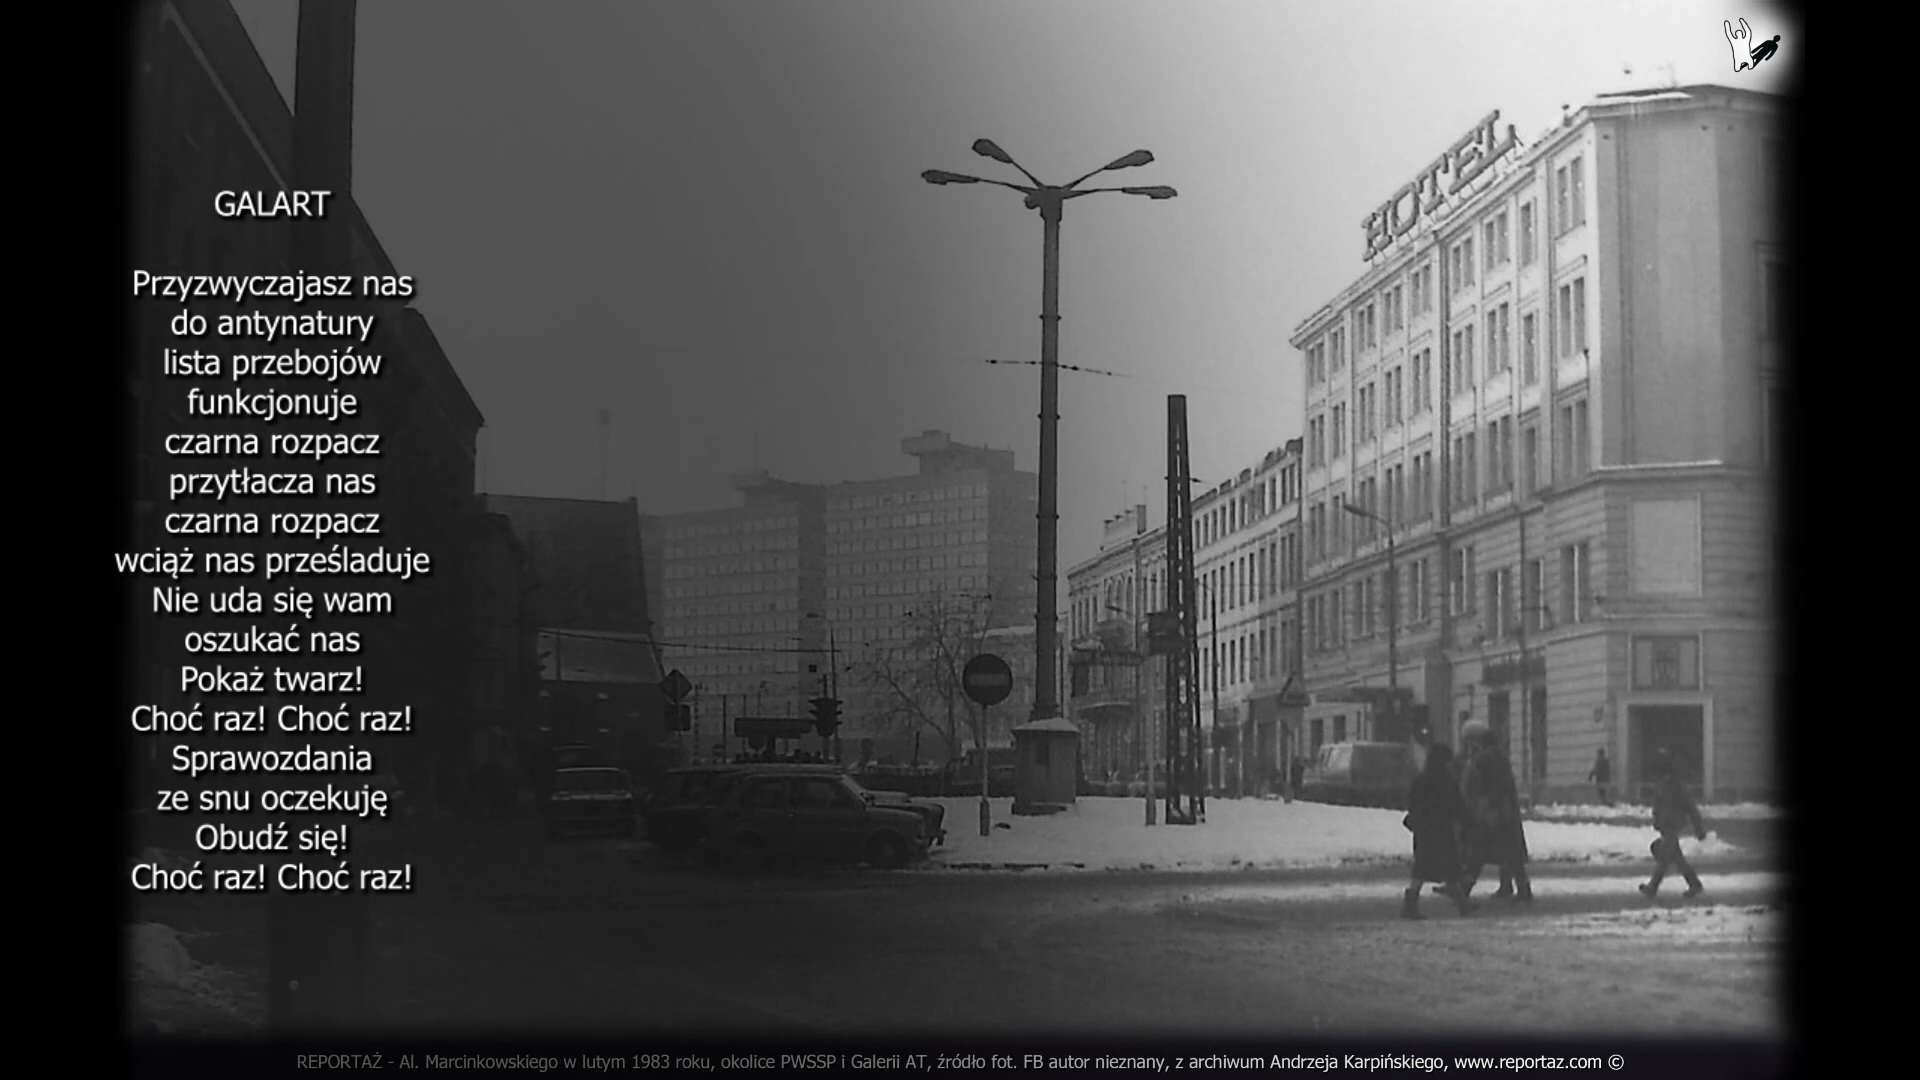 HOTEL
GALART
Przyzwyczajasz nas
do antynatury
lista przebojów
funkcjonuje
czarna rozpacz
przytłacza nas
czarna rozpacz
wciąż nas prześladuje
Nie uda się wam
oszukać nas
Pokaż twarz!
Choć raz! Choć raz!
Sprawozdania
ze snu oczekuję
Obudź się!
Choć raz! Choć raz!
REPORTAŻ - Al. Marcinkowskiego w lutym 1983 roku, okolice PWSSP i Galerii AT, źródło fot. FB autor nieznany, z archiwum Andrzeja Karpińskiego, www.reportaz.com ©